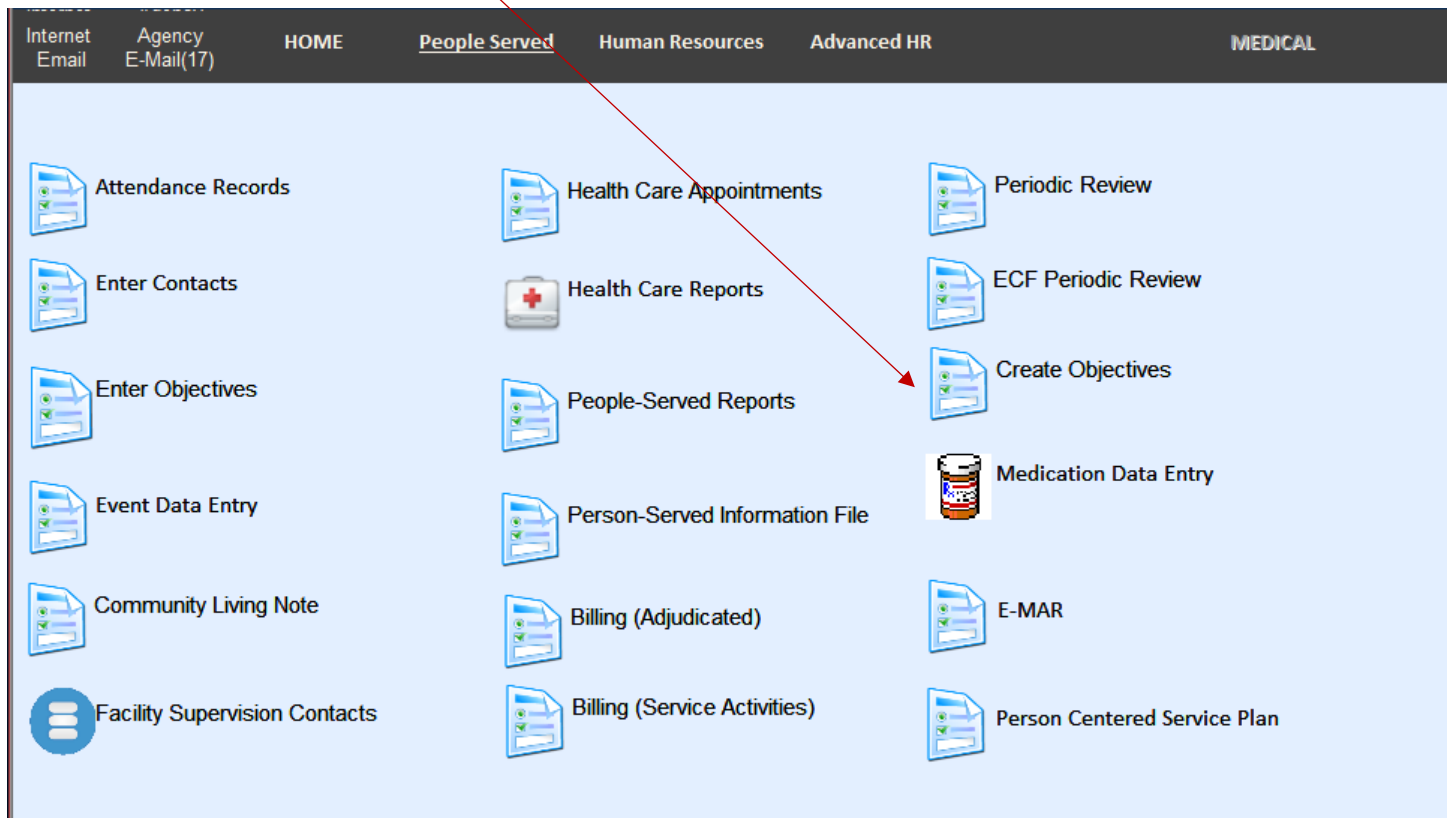 Internet Email
Agency E-Mail(17)
HOME
People Served
Human Resources
Advanced HR
MEDICAL
Attendance Records
Health Care Appointments
Periodic Review
Enter Contacts
Health Care Reports
ECF Periodic Review
Enter Objectives
People-Served Reports
Create Objectives
Event Data Entry
Person-Served Information File
Medication Data Entry
Community Living Note
Billing (Adjudicated)
E-MAR
Facility Supervision Contacts
Billing (Service Activities)
Person Centered Service Plan